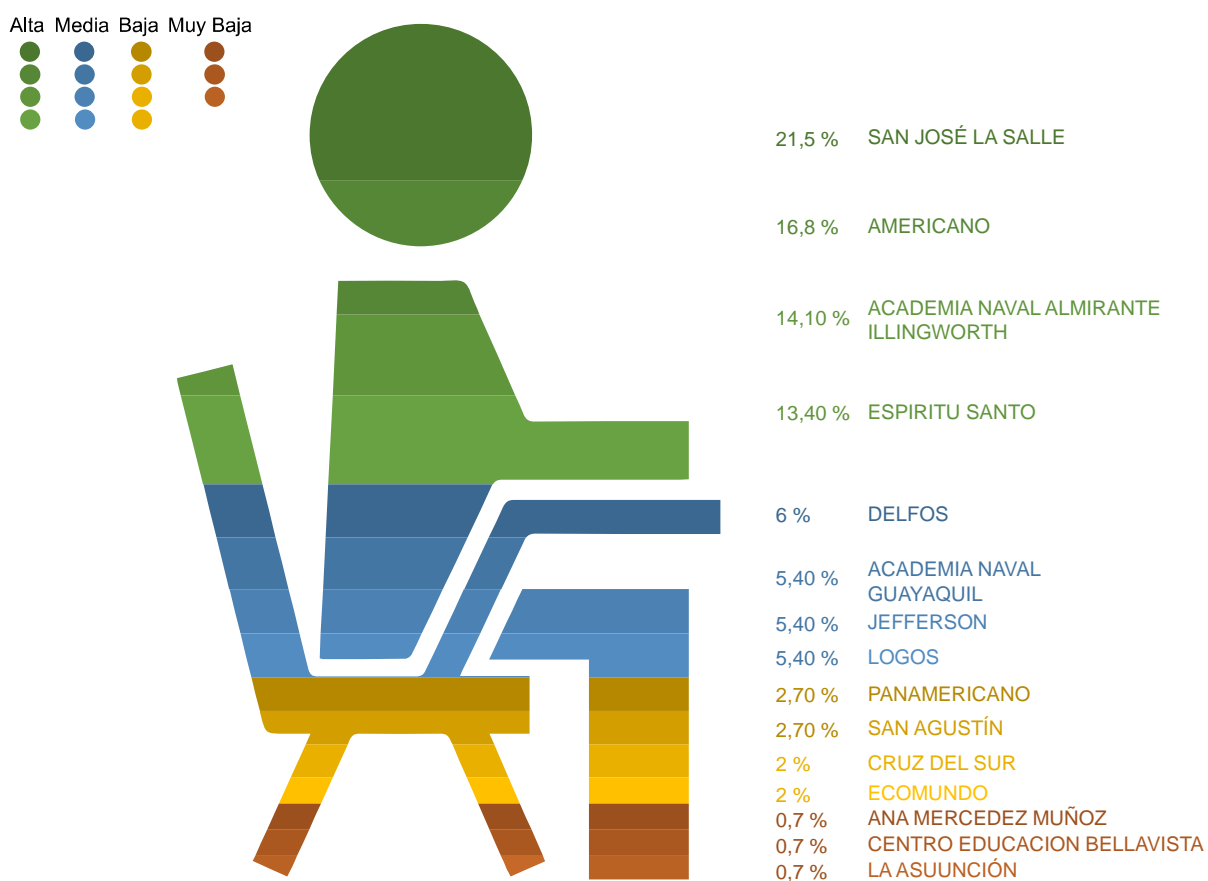 Alta Media Baja Muy Baja
21,5 % SAN JOSÉ LA SALLE
16,8 % AMERICANO
14,10 % ACADEMIA NAVAL ALMIRANTE
ILLINGWORTH
13,40 % ESPIRITU SANTO
6 % DELFOS
5,40 % ACADEMIA NAVAL
GUAYAQUIL
5,40 % JEFFERSON
5,40 % LOGOS
2,70 % PANAMERICANO
2,70 % SAN AGUSTÍN
2 % CRUZ DEL SUR
2 % ECOMUNDO
0,7 % ANA MERCEDEZ MUÑOZ
0,7 % CENTRO EDUCACION BELLAVISTA
0,7 % LA ASUUNCIÓN